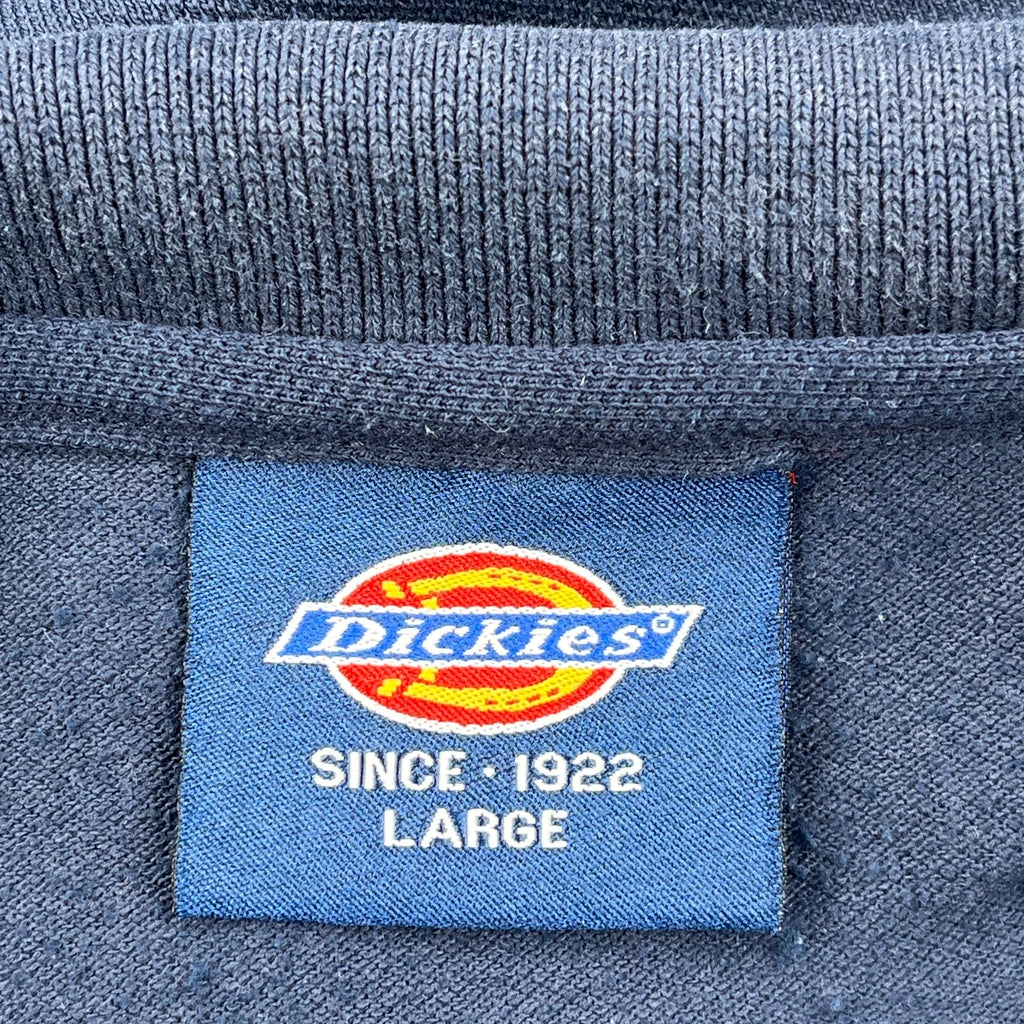 Dickies
SINCE · 1922
LARGE